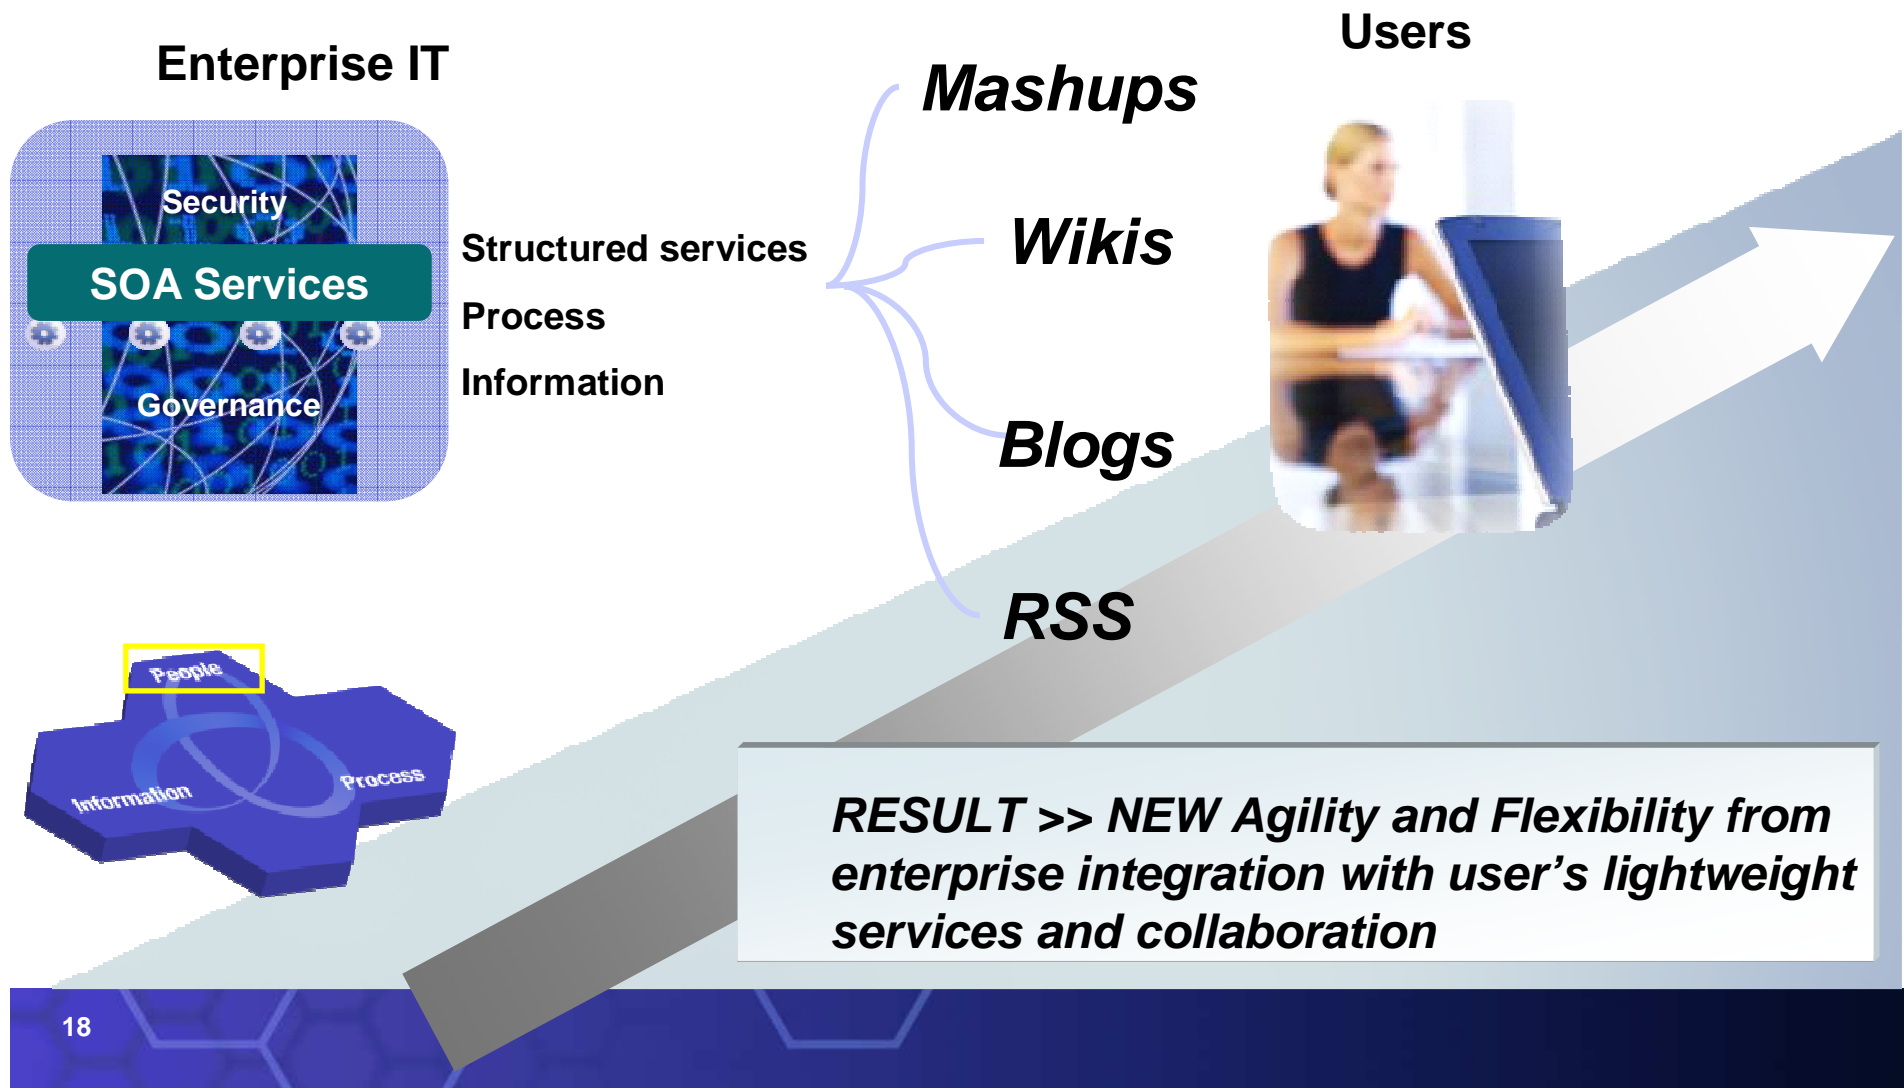 Enterprise IT
Users
Security
SOA Services
Governance
Structured services
Process
Information
Mashups
Wikis
Blogs
RSS
People
Information
Process
RESULT >> NEW Agility and Flexibility from
enterprise integration with user’s lightweight
services and collaboration
18